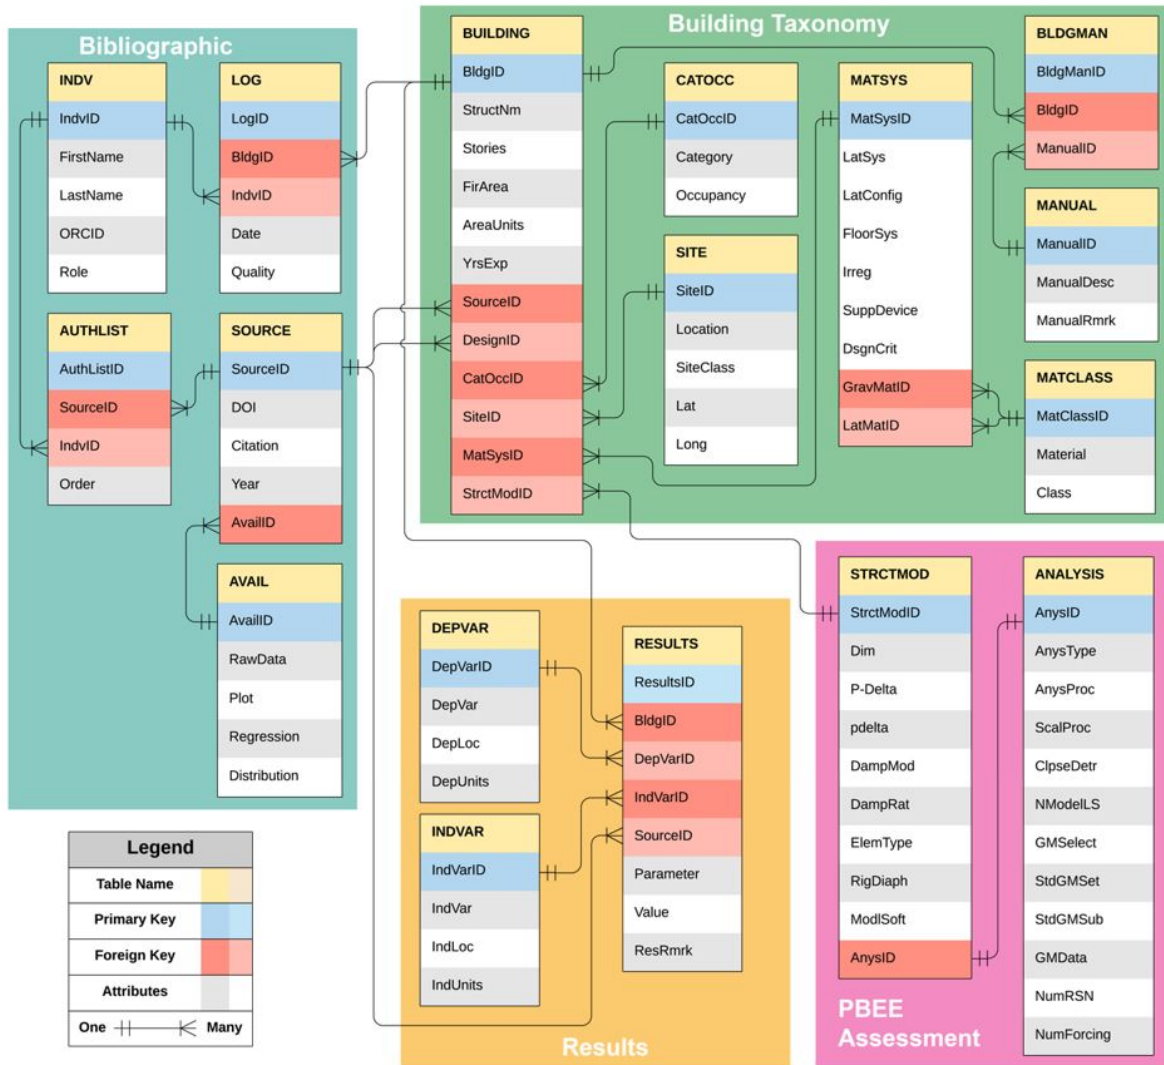 Bibliographic
INDV
IndvID
FirstName
LastName
ORCID
Role
LOG
LogID
BldgID
IndvID
Date
Quality
AUTHLIST
AuthListID
SourceID
IndvID
Order
SOURCE
SourceID
DOI
Citation
Year
AvailID
AVAIL
AvailID
RawData
Plot
Regression
Distribution
Building Taxonomy
BUILDING
BldgID
StructNm
Stories
FirArea
AreaUnits
YrsExp
SourceID
DesignID
CatOccID
SiteID
MatSysID
StrctModID
CATOCC
CatOccID
Category
Occupancy
SITE
SiteID
Location
SiteClass
Lat
Long
MATSYS
MatSysID
LatSys
LatConfig
FloorSys
Irreg
SuppDevice
DsgnCrit
GravMatID
LatMatID
BLDGMAN
BldgManID
BldgID
ManualID
MANUAL
ManualID
ManualDesc
ManualRmrk
MATCLASS
MatClassID
Material
Class
Legend
Table Name
Primary Key
Foreign Key
Attributes
One Many
DEPVAR
DepVarID
DepVar
DepLoc
DepUnits
INDVAR
IndVarID
IndVar
IndLoc
IndUnits
RESULTS
ResultsID
BldgID
DepVarID
IndVarID
SourceID
Parameter
Value
ResRmrk
Results
STRCTMOD
StrctModID
Dim
P-Delta
pdelta
DampMod
DampRat
ElemType
RigDiaph
ModlSoft
AnysID
ANALYSIS
AnysID
AnysType
AnysProc
ScalProc
ClpseDetr
NModelLS
GMSelect
StdGMSet
StdGMSub
GMData
NumRSN
NumForcing
PBEE
Assessment